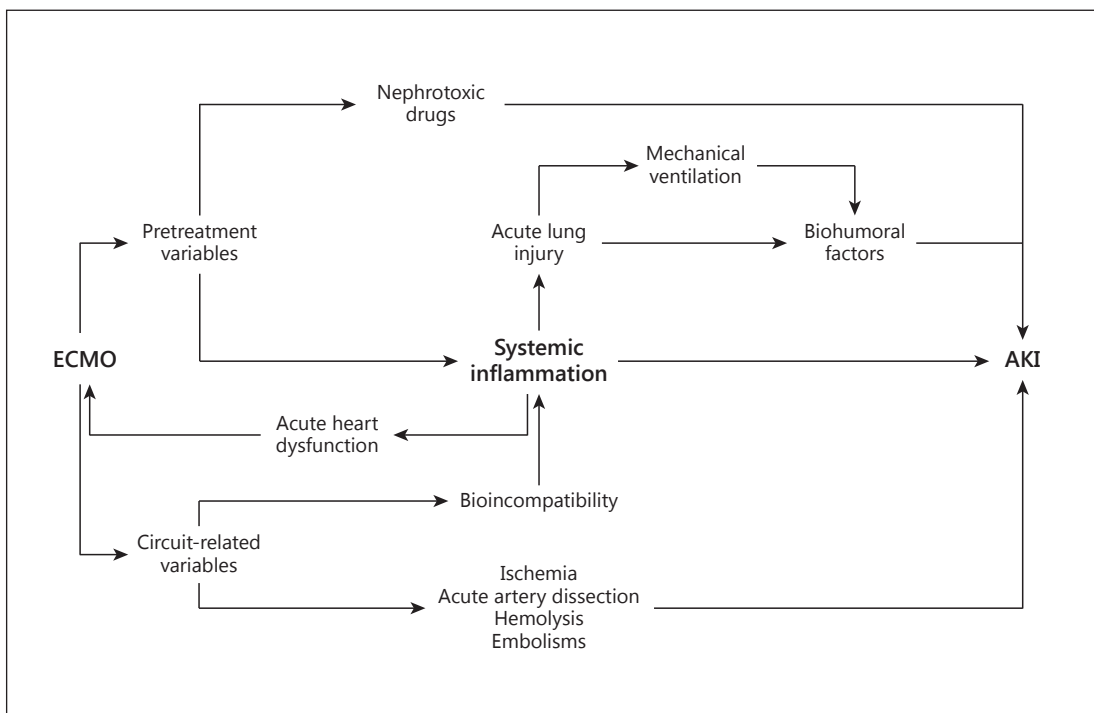 Nephrotoxic
drugs
Mechanical
ventilation
Pretreatment
variables
Acute lung
injury
Biohumoral
factors
ECMO
Systemic
inflammation
AKI
Acute heart
dysfunction
Bioincompatibility
Circuit-related
variables
Ischemia
Acute artery dissection
Hemolysis
Embolisms